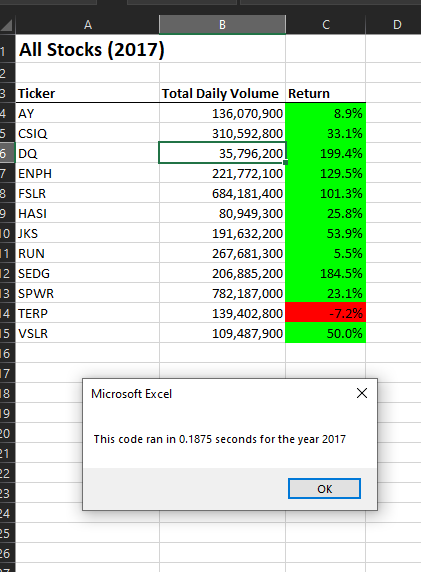 A B C D
1 All Stocks (2017)
2
3 Ticker Total Daily Volume Return
4 AY 136,070,900 8.9%
5 CSIQ 310,592,800 33.1%
6 DQ 35,796,200 199.4%
7 ENPH 221,772,100 129.5%
8 FSLR 684,181,400 101.3%
9 HASI 80,949,300 25.8%
10 JKS 191,632,200 53.9%
11 RUN 267,681,300 5.5%
12 SEDG 206,885,200 184.5%
13 SPWR 782,187,000 23.1%
14 TERP 139,402,800 -7.2%
15 VSLR 109,487,900 50.0%
16
17
18 Microsoft Excel
19
20 This code ran in 0.1875 seconds for the year 2017
21
22
23 OK
24
25
26